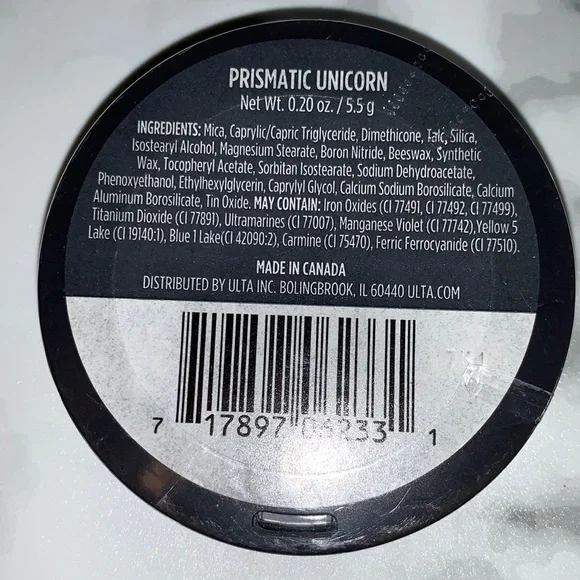 PRISMATIC UNICORN
Net Wt. 0.20 oz. / 5.5 g
INGREDIENTS: Mica, Caprylic/Capric Triglyceride, Dimethicone, Talc, Silica,
Isostearyl Alcohol, Magnesium Stearate, Boron Nitride, Beeswax, Synthetic
Wax, Tocopheryl Acetate, Sorbitan Isostearate, Sodium Dehydroacetate,
Phenoxyethanol, Ethylhexylglycerin, Caprylyl Glycol, Calcium Sodium Borosilicate, Calcium
Aluminum Borosilicate, Tin Oxide. MAY CONTAIN: Iron Oxides (CI 77491, CI 77492, CI 77499),
Titanium Dioxide (CI 77891), Ultramarines (CI 77007), Manganese Violet (CI 77742),Yellow 5
Lake (CI 19140:1), Blue 1 Lake(CI 42090:2), Carmine (CI 75470), Ferric Ferrocyanide (CI 77510).
MADE IN CANADA
DISTRIBUTED BY ULTA INC. BOLINGBROOK, IL 60440 ULTA.COM
7 17897 1